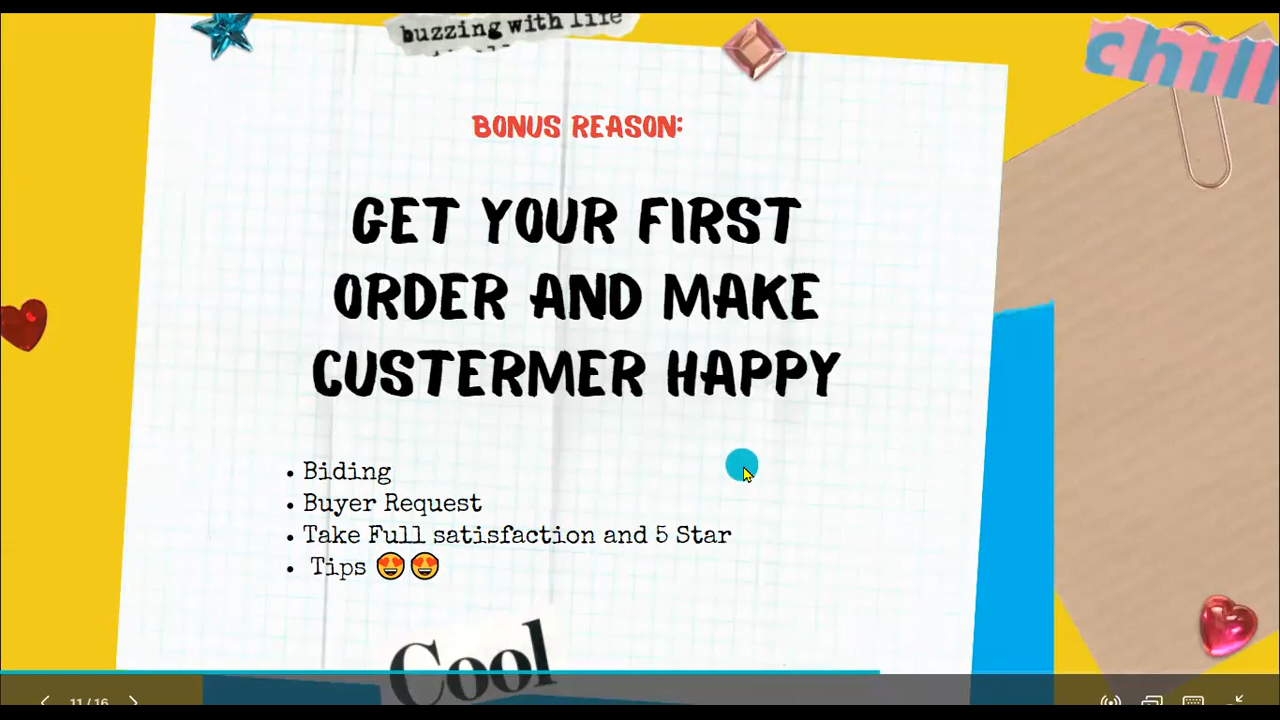 buzzing with life
chill
BONUS REASON:
GET YOUR FIRST
ORDER AND MAKE
CUSTERMER HAPPY
• Biding
• Buyer Request
• Take Full satisfaction and 5 Star
• Tips 😍😍
Cool
11 / 16